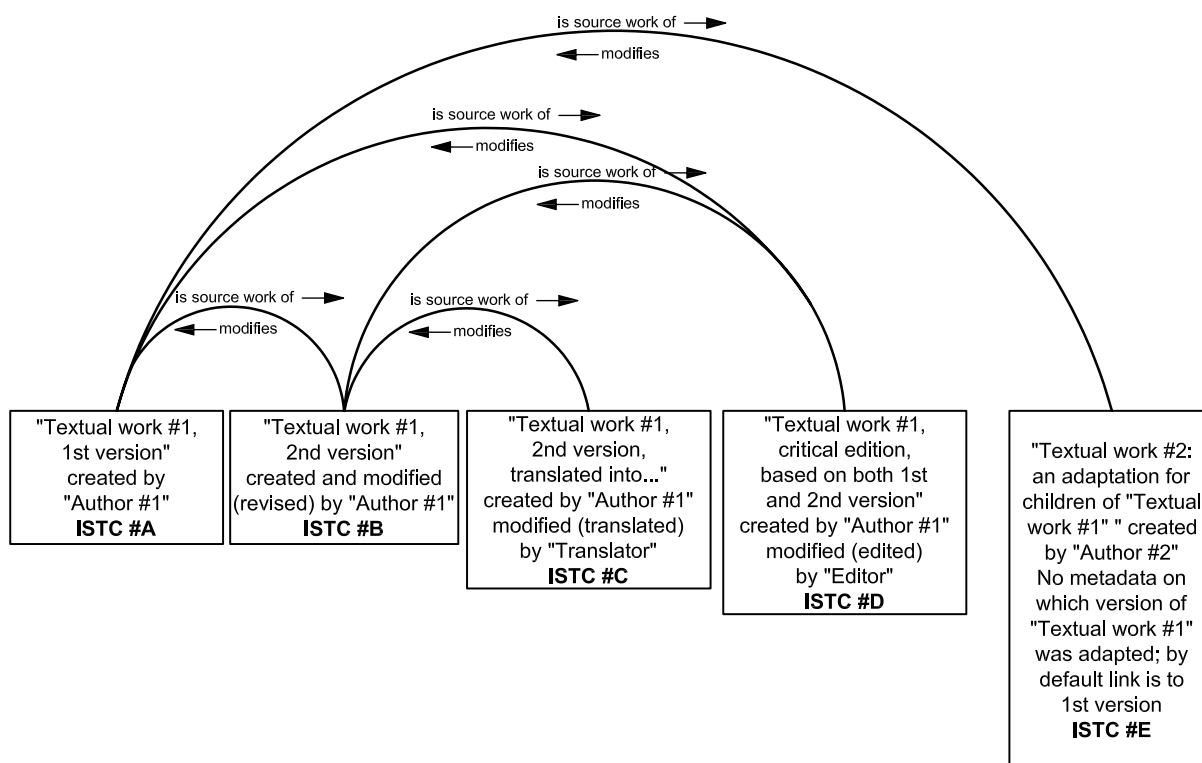 is source work of
modifies
is source work of
modifies
is source work of
modifies
is source work of
modifies
is source work of
modifies
"Textual work #1,
1st version"
created by
"Author #1"
ISTC #A
"Textual work #1,
2nd version"
created and modified
(revised) by "Author #1"
ISTC #B
"Textual work #1,
2nd version,
translated into..."
created by "Author #1"
modified (translated)
by "Translator"
ISTC #C
"Textual work #1,
critical edition,
based on both 1st
and 2nd version"
created by "Author #1"
modified (edited)
by "Editor"
ISTC #D
"Textual work #2:
an adaptation for
children of "Textual
work #1" " created
by "Author #2"
No metadata on
which version of
"Textual work #1"
was adapted; by
default link is to
1st version
ISTC #E